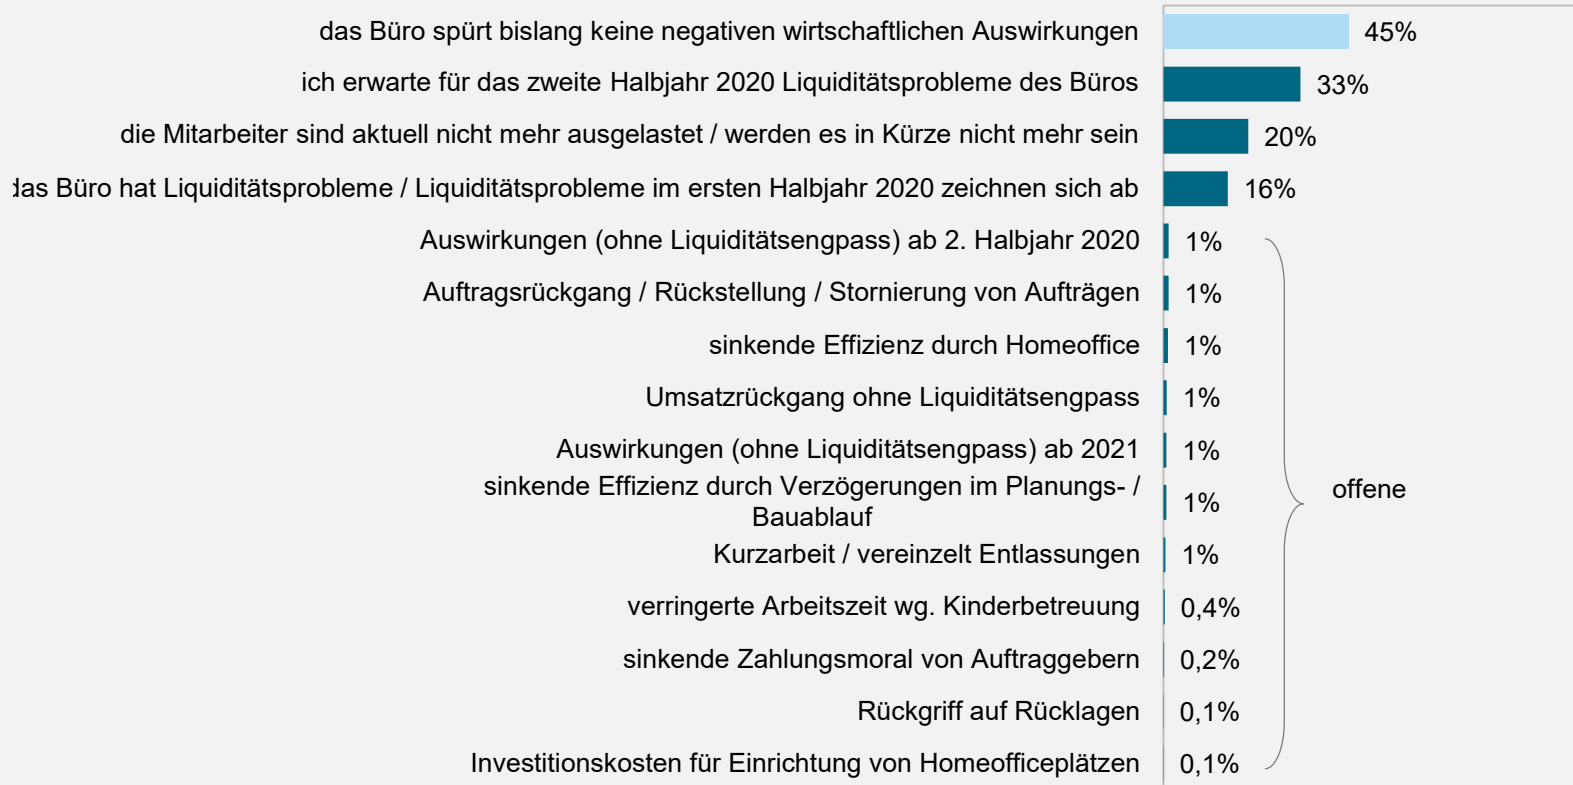 das Büro spürt bislang keine negativen wirtschaftlichen Auswirkungen 45%
ich erwarte für das zweite Halbjahr 2020 Liquiditätsprobleme des Büros 33%
die Mitarbeiter sind aktuell nicht mehr ausgelastet / werden es in Kürze nicht mehr sein 20%
das Büro hat Liquiditätsprobleme / Liquiditätsprobleme im ersten Halbjahr 2020 zeichnen sich ab 16%
Auswirkungen (ohne Liquiditätsengpass) ab 2. Halbjahr 2020 1%
Auftragsrückgang / Rückstellung / Stornierung von Aufträgen 1%
sinkende Effizienz durch Homeoffice 1%
Umsatzrückgang ohne Liquiditätsengpass 1%
Auswirkungen (ohne Liquiditätsengpass) ab 2021 1%
sinkende Effizienz durch Verzögerungen im Planungs- /
Bauablauf 1%
offene
Kurzarbeit / vereinzelt Entlassungen 1%
verringerte Arbeitszeit wg. Kinderbetreuung 0,4%
sinkende Zahlungsmoral von Auftraggebern 0,2%
Rückgriff auf Rücklagen 0,1%
Investitionskosten für Einrichtung von Homeofficeplätzen 0,1%